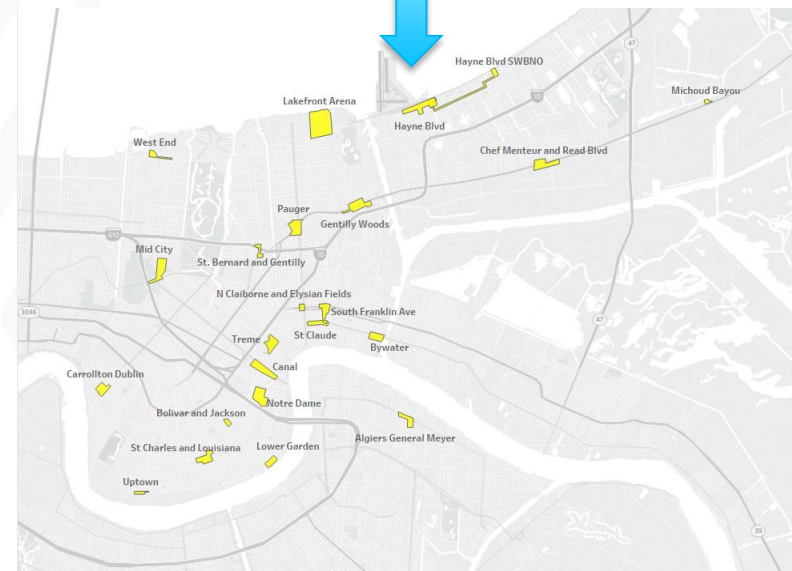 47
Hayne Blvd SWBNO
10
Michoud Bayou
Lakefront Arena
Hayne Blvd
West End
Chef Menteur and Read Blvd
Pauger
Gentilly Woods
610
Mid City
St. Bernard and Gentilly
10
N Claiborne and Elysian Fields
3046
South Franklin Ave
47
St Claude
Treme
Bywater
Canal
Carrollton Dublin
Notre Dame
Bolivar and Jackson
Algiers General Meyer
St Charles and Louisiana
Lower Garden
Uptown
39